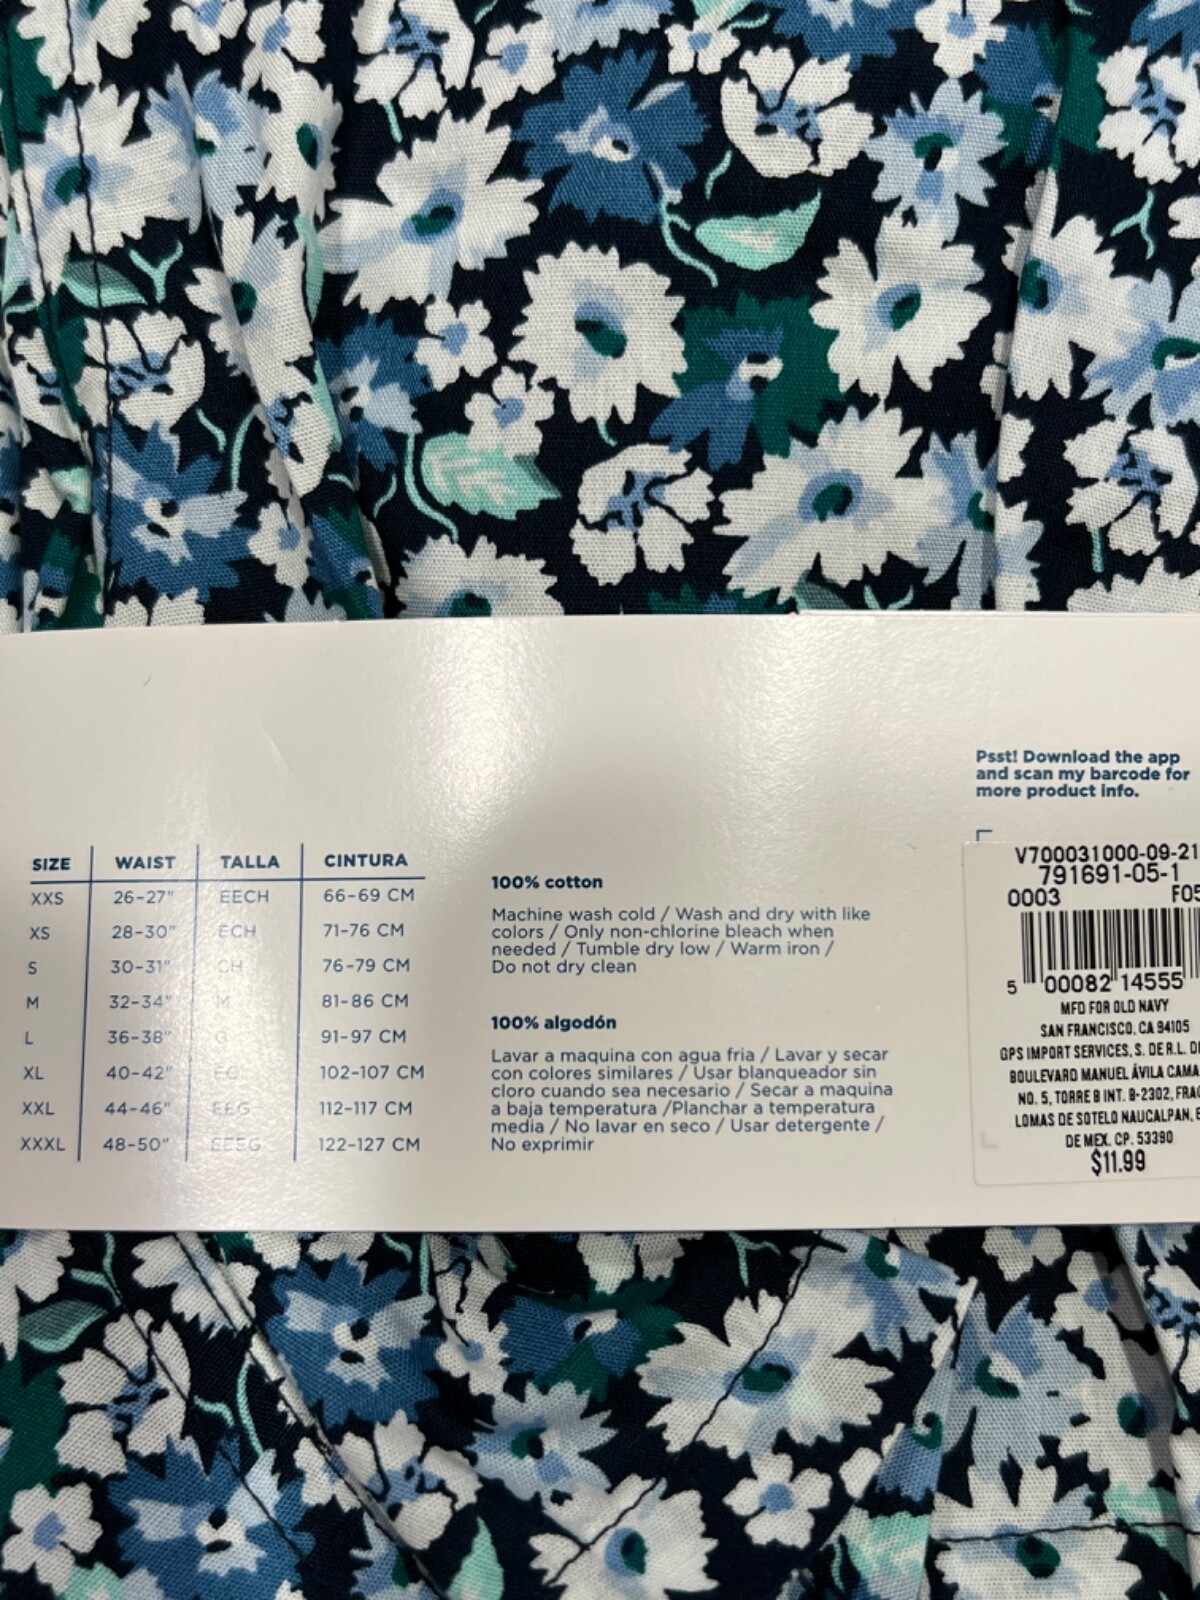 SIZE WAIST TALLA CINTURA
XXS 26-27" EECH 66-69 CM
XS 28-30" ECH 71-76 CM
S 30-31" CH 76-79 CM
M 32-34" M 81-86 CM
L 36-38" G 91-97 CM
XL 40-42" EG 102-107 CM
XXL 44-46" EEG 112-117 CM
XXXL 48-50" EEEG 122-127 CM
100% cotton
Machine wash cold / Wash and dry with like
colors / Only non-chlorine bleach when
needed / Tumble dry low / Warm iron /
Do not dry clean
100% algodón
Lavar a maquina con agua fria / Lavar y secar
con colores similares / Usar blanqueador sin
cloro cuando sea necesario / Secar a maquina
a baja temperatura /Planchar a temperatura
media / No lavar en seco / Usar detergente /
No exprimir
Psst! Download the app
and scan my barcode for
more product info.
V700031000-09-21
791691-05-1
0003 F05
5 00082 14555
MFD FOR OLD NAVY
SAN FRANCISCO, CA 94105
GPS IMPORT SERVICES, S. DE R.L.
BOULEVARD MANUEL ÁVILA CAMA
NO. 5, TORRE B INT. B-2302, FRAC
LOMAS DE SOTELO NAUCALPAN, E
DE MEX. CP. 53390
$11.99